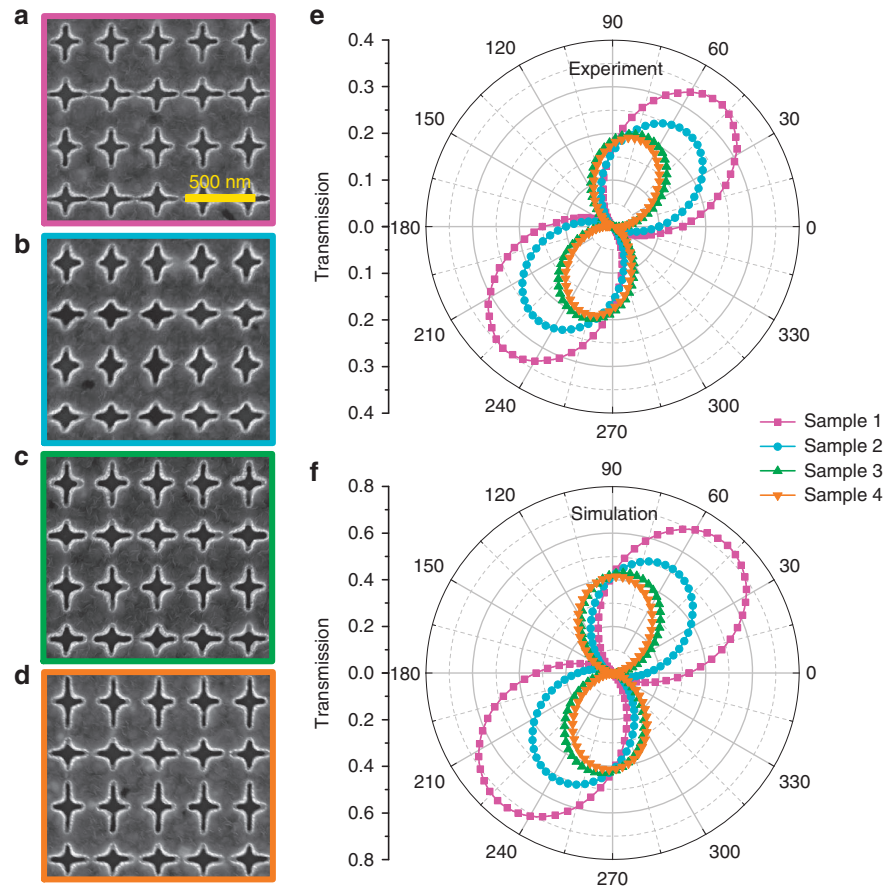 a
500 nm
b
c
d
e
Experiment
Transmission
0.4
0.3
0.2
0.1
0.0
0.1
0.2
0.3
0.4
90
60
30
0
330
300
270
240
210
180
150
120
Sample 1
Sample 2
Sample 3
Sample 4
f
Simulation
Transmission
0.8
0.6
0.4
0.2
0.0
0.2
0.4
0.6
0.8
90
60
30
0
330
300
270
240
210
180
150
120